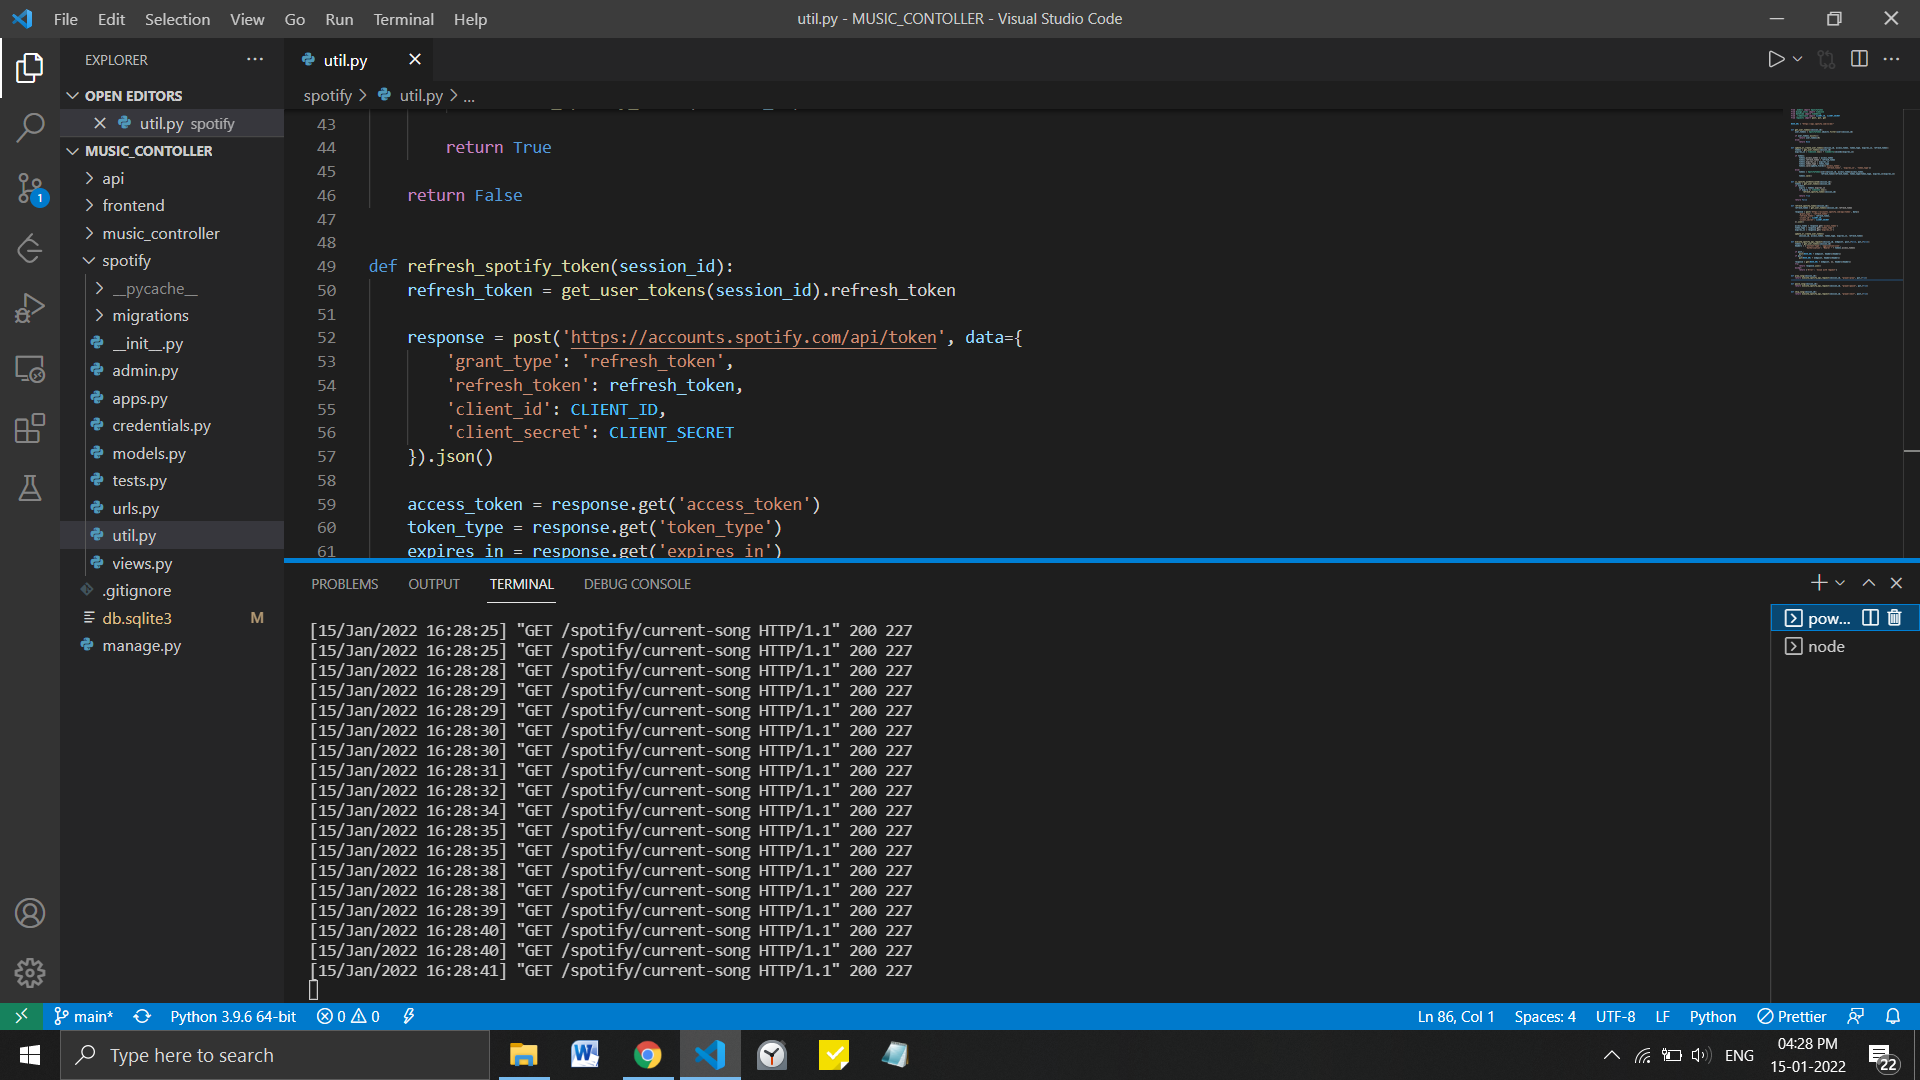 File Edit Selection View Go Run Terminal Help
util.py - MUSIC_CONTOLLER - Visual Studio Code
EXPLORER
OPEN EDITORS
util.py spotify
MUSIC_CONTOLLER
api
frontend
music_controller
spotify
__pycache__
migrations
__init__.py
admin.py
apps.py
credentials.py
models.py
tests.py
urls.py
util.py
views.py
.gitignore
db.sqlite3 M
manage.py
1
util.py
spotify > util.py > ...
43
44 return True
45
46 return False
47
48
49 def refresh_spotify_token(session_id):
50 refresh_token = get_user_tokens(session_id).refresh_token
51
52 response = post('https://accounts.spotify.com/api/token', data={
53 'grant_type': 'refresh_token',
54 'refresh_token': refresh_token,
55 'client_id': CLIENT_ID,
56 'client_secret': CLIENT_SECRET
57 }).json()
58
59 access_token = response.get('access_token')
60 token_type = response.get('token_type')
61 expires_in = response.get('expires_in')
PROBLEMS OUTPUT TERMINAL DEBUG CONSOLE
[15/Jan/2022 16:28:25] "GET /spotify/current-song HTTP/1.1" 200 227
[15/Jan/2022 16:28:25] "GET /spotify/current-song HTTP/1.1" 200 227
[15/Jan/2022 16:28:28] "GET /spotify/current-song HTTP/1.1" 200 227
[15/Jan/2022 16:28:29] "GET /spotify/current-song HTTP/1.1" 200 227
[15/Jan/2022 16:28:29] "GET /spotify/current-song HTTP/1.1" 200 227
[15/Jan/2022 16:28:30] "GET /spotify/current-song HTTP/1.1" 200 227
[15/Jan/2022 16:28:30] "GET /spotify/current-song HTTP/1.1" 200 227
[15/Jan/2022 16:28:31] "GET /spotify/current-song HTTP/1.1" 200 227
[15/Jan/2022 16:28:32] "GET /spotify/current-song HTTP/1.1" 200 227
[15/Jan/2022 16:28:34] "GET /spotify/current-song HTTP/1.1" 200 227
[15/Jan/2022 16:28:35] "GET /spotify/current-song HTTP/1.1" 200 227
[15/Jan/2022 16:28:35] "GET /spotify/current-song HTTP/1.1" 200 227
[15/Jan/2022 16:28:38] "GET /spotify/current-song HTTP/1.1" 200 227
[15/Jan/2022 16:28:38] "GET /spotify/current-song HTTP/1.1" 200 227
[15/Jan/2022 16:28:39] "GET /spotify/current-song HTTP/1.1" 200 227
[15/Jan/2022 16:28:40] "GET /spotify/current-song HTTP/1.1" 200 227
[15/Jan/2022 16:28:40] "GET /spotify/current-song HTTP/1.1" 200 227
[15/Jan/2022 16:28:41] "GET /spotify/current-song HTTP/1.1" 200 227
pow...
node
main* Python 3.9.6 64-bit 0 0
Ln 86, Col 1 Spaces: 4 UTF-8 LF Python Prettier
Type here to search
ENG
04:28 PM
15-01-2022
22